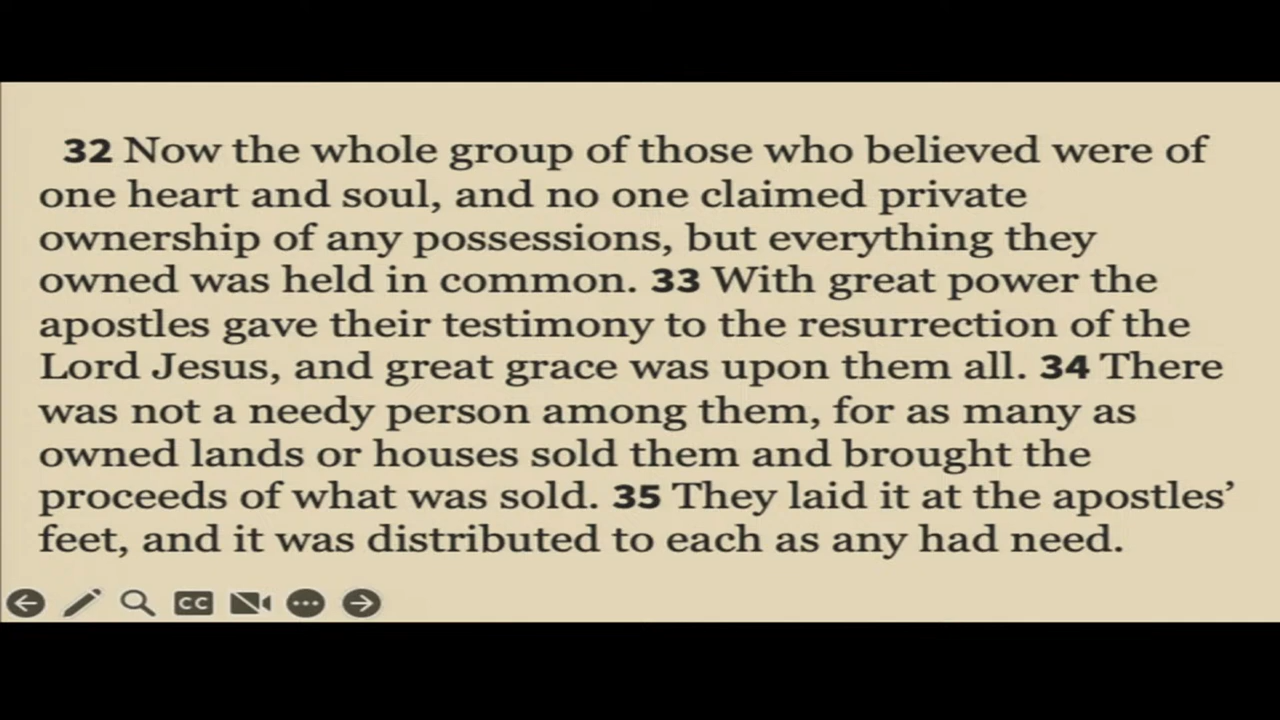 32 Now the whole group of those who believed were of
one heart and soul, and no one claimed private
ownership of any possessions, but everything they
owned was held in common. 33 With great power the
apostles gave their testimony to the resurrection of the
Lord Jesus, and great grace was upon them all. 34 There
was not a needy person among them, for as many as
owned lands or houses sold them and brought the
proceeds of what was sold. 35 They laid it at the apostles’
feet, and it was distributed to each as any had need.
CC